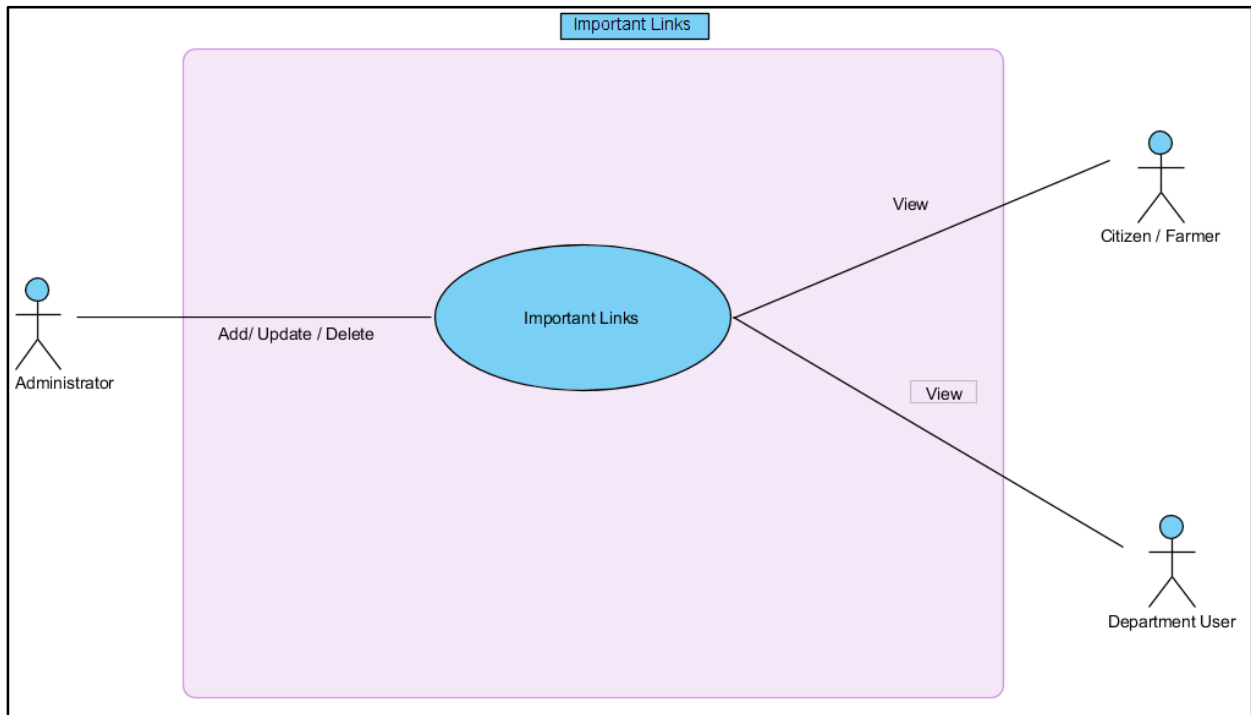 Important Links
View
Citizen / Farmer
Important Links
Add/ Update / Delete
Administrator
View
Department User